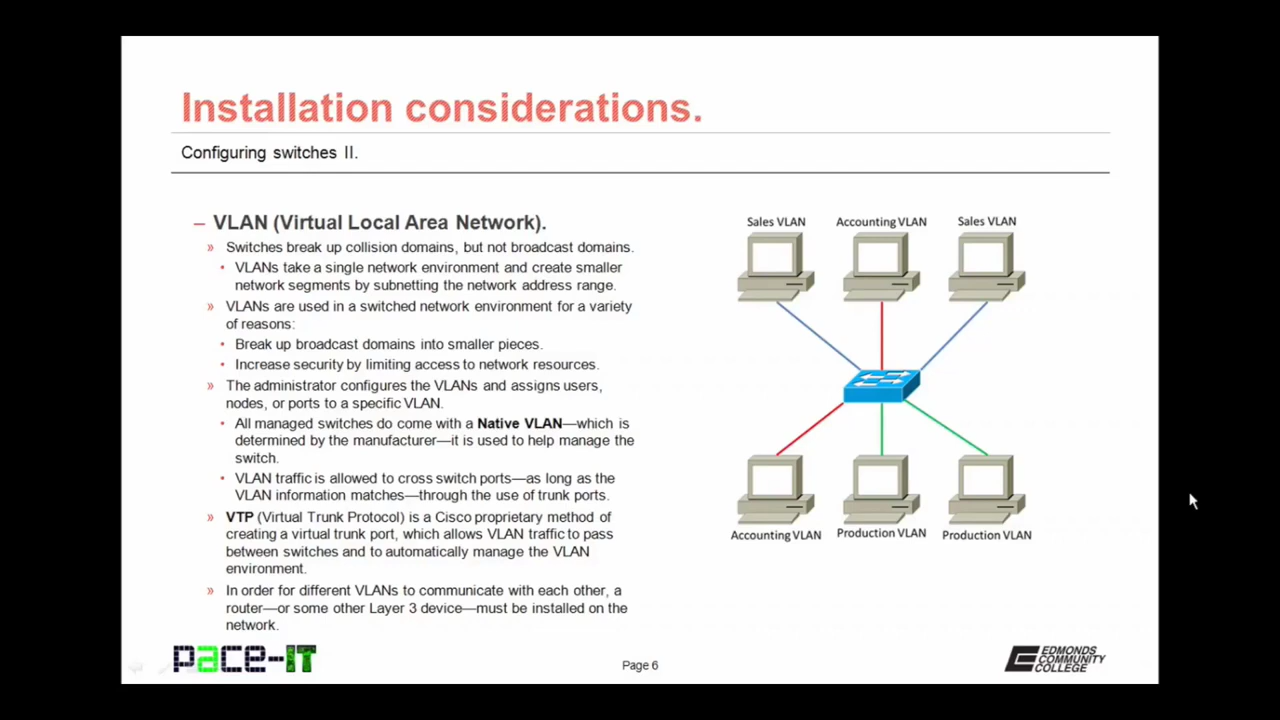 Installation considerations.
Configuring switches II.
– VLAN (Virtual Local Area Network).
» Switches break up collision domains, but not broadcast domains.
• VLANs take a single network environment and create smaller
network segments by subnetting the network address range.
» VLANs are used in a switched network environment for a variety
of reasons:
• Break up broadcast domains into smaller pieces.
• Increase security by limiting access to network resources.
» The administrator configures the VLANs and assigns users,
nodes, or ports to a specific VLAN.
• All managed switches do come with a Native VLAN—which is
determined by the manufacturer—it is used to help manage the
switch.
• VLAN traffic is allowed to cross switch ports—as long as the
VLAN information matches—through the use of trunk ports.
» VTP (Virtual Trunk Protocol) is a Cisco proprietary method of
creating a virtual trunk port, which allows VLAN traffic to pass
between switches and to automatically manage the VLAN
environment.
» In order for different VLANs to communicate with each other, a
router—or some other Layer 3 device—must be installed on the
network.
Sales VLAN
Accounting VLAN
Sales VLAN
Accounting VLAN
Production VLAN
Production VLAN
pace-IT
Page 6
EDMONDS
COMMUNITY
COLLEGE